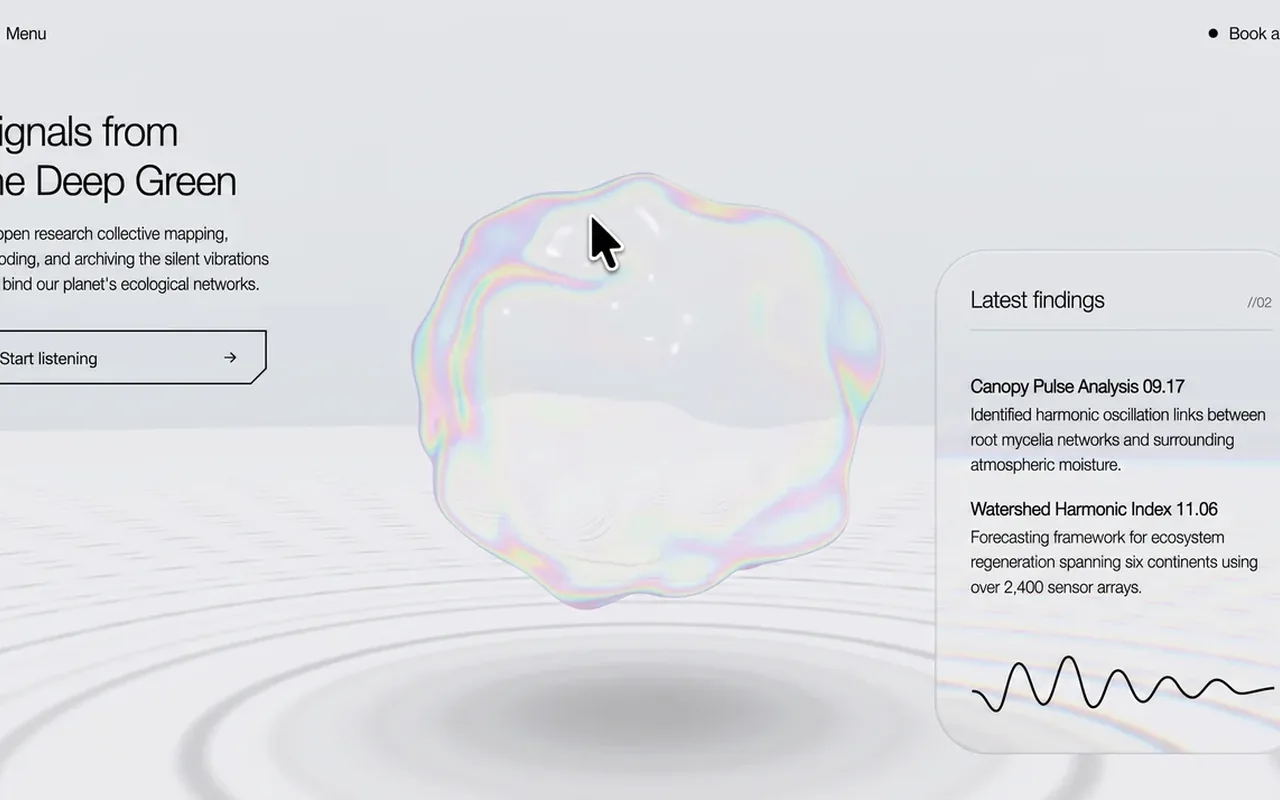 Menu
Book a
ignals from
ne Deep Green
open research collective mapping,
oding, and archiving the silent vibrations
bind our planet's ecological networks.
Start listening
Latest findings
//02
Canopy Pulse Analysis 09.17
Identified harmonic oscillation links between
root mycelia networks and surrounding
atmospheric moisture.
Watershed Harmonic Index 11.06
Forecasting framework for ecosystem
regeneration spanning six continents using
over 2,400 sensor arrays.